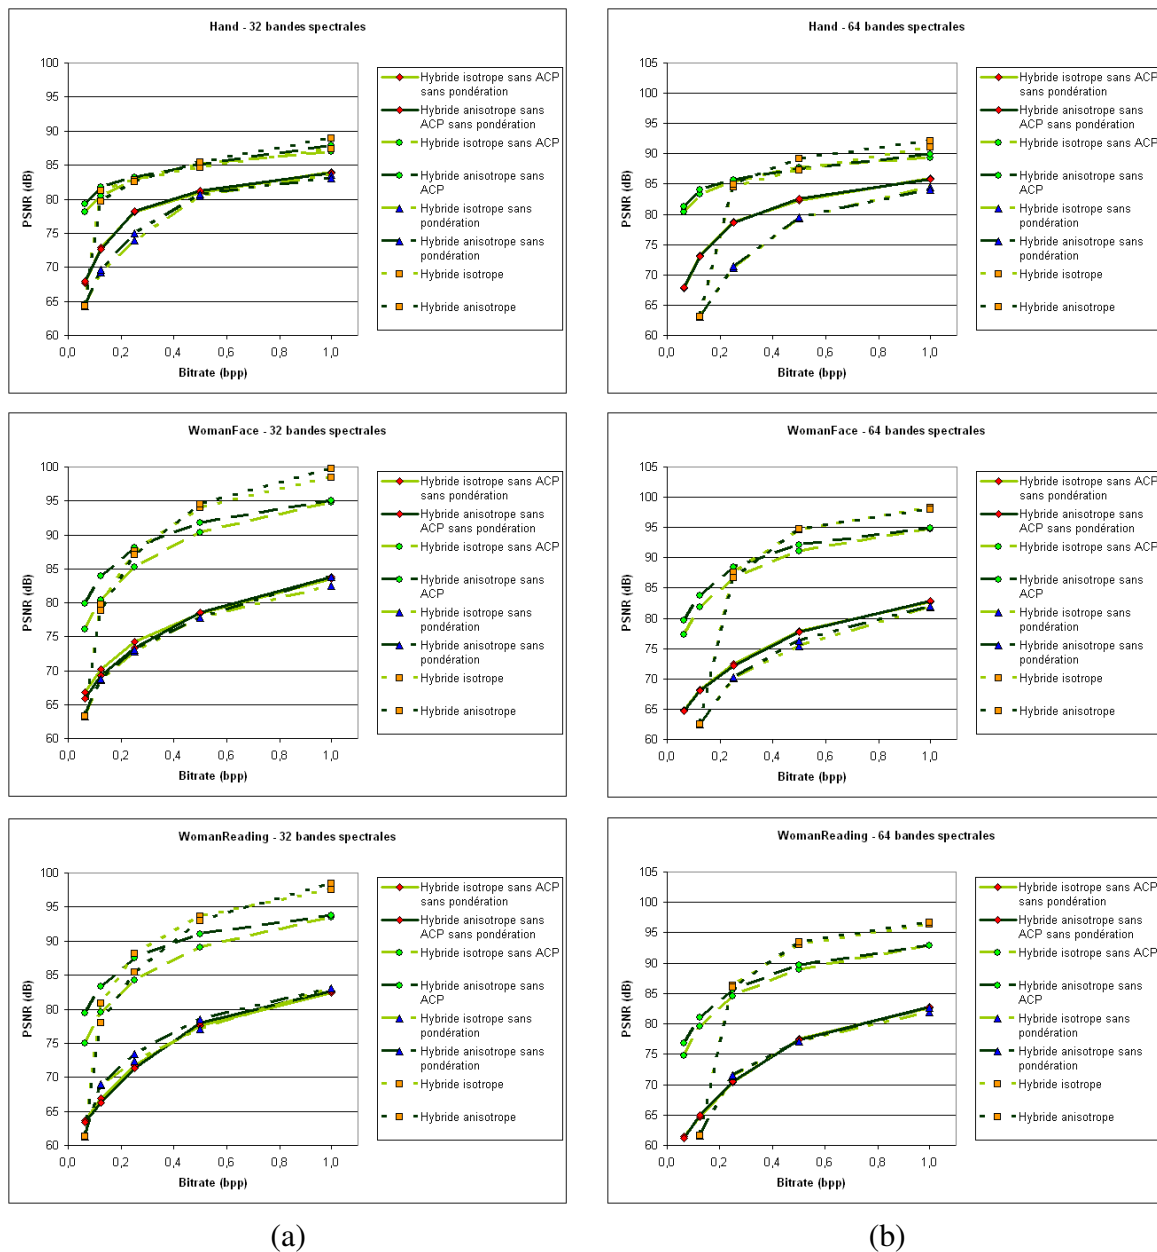 Hand - 32 bandes spectrales
100
95
90
85
80
75
70
65
60
PSNR (dB)
0,0
0,2
0,4
0,6
0,8
1,0
Bitrate (bpp)
Hybride isotrope sans ACP
sans pondération
Hybride anisotrope sans
ACP sans pondération
Hybride isotrope sans ACP
Hybride anisotrope sans
ACP
Hybride isotrope sans
pondération
Hybride anisotrope sans
pondération
Hybride isotrope
Hybride anisotrope
Hand - 64 bandes spectrales
105
100
95
90
85
80
75
70
65
60
PSNR (dB)
0,0
0,2
0,4
0,6
0,8
1,0
Bitrate (bpp)
Hybride isotrope sans ACP
sans pondération
Hybride anisotrope sans
ACP sans pondération
Hybride isotrope sans ACP
Hybride anisotrope sans
ACP
Hybride isotrope sans
pondération
Hybride anisotrope sans
pondération
Hybride isotrope
Hybride anisotrope
WomanFace - 32 bandes spectrales
100
95
90
85
80
75
70
65
60
PSNR (dB)
0,0
0,2
0,4
0,6
0,8
1,0
Bitrate (bpp)
Hybride isotrope sans ACP
sans pondération
Hybride anisotrope sans
ACP sans pondération
Hybride isotrope sans ACP
Hybride anisotrope sans
ACP
Hybride isotrope sans
pondération
Hybride anisotrope sans
pondération
Hybride isotrope
Hybride anisotrope
WomanFace - 64 bandes spectrales
105
100
95
90
85
80
75
70
65
60
PSNR (dB)
0,0
0,2
0,4
0,6
0,8
1,0
Bitrate (bpp)
Hybride isotrope sans ACP
sans pondération
Hybride anisotrope sans
ACP sans pondération
Hybride isotrope sans ACP
Hybride anisotrope sans
ACP
Hybride isotrope sans
pondération
Hybride anisotrope sans
pondération
Hybride isotrope
Hybride anisotrope
WomanReading - 32 bandes spectrales
100
95
90
85
80
75
70
65
60
PSNR (dB)
0,0
0,2
0,4
0,6
0,8
1,0
Bitrate (bpp)
Hybride isotrope sans ACP
sans pondération
Hybride anisotrope sans
ACP sans pondération
Hybride isotrope sans ACP
Hybride anisotrope sans
ACP
Hybride isotrope sans
pondération
Hybride anisotrope sans
pondération
Hybride isotrope
Hybride anisotrope
WomanReading - 64 bandes spectrales
105
100
95
90
85
80
75
70
65
60
PSNR (dB)
0,0
0,2
0,4
0,6
0,8
1,0
Bitrate (bpp)
Hybride isotrope sans ACP
sans pondération
Hybride anisotrope sans
ACP sans pondération
Hybride isotrope sans ACP
Hybride anisotrope sans
ACP
Hybride isotrope sans
pondération
Hybride anisotrope sans
pondération
Hybride isotrope
Hybride anisotrope
(a)
(b)